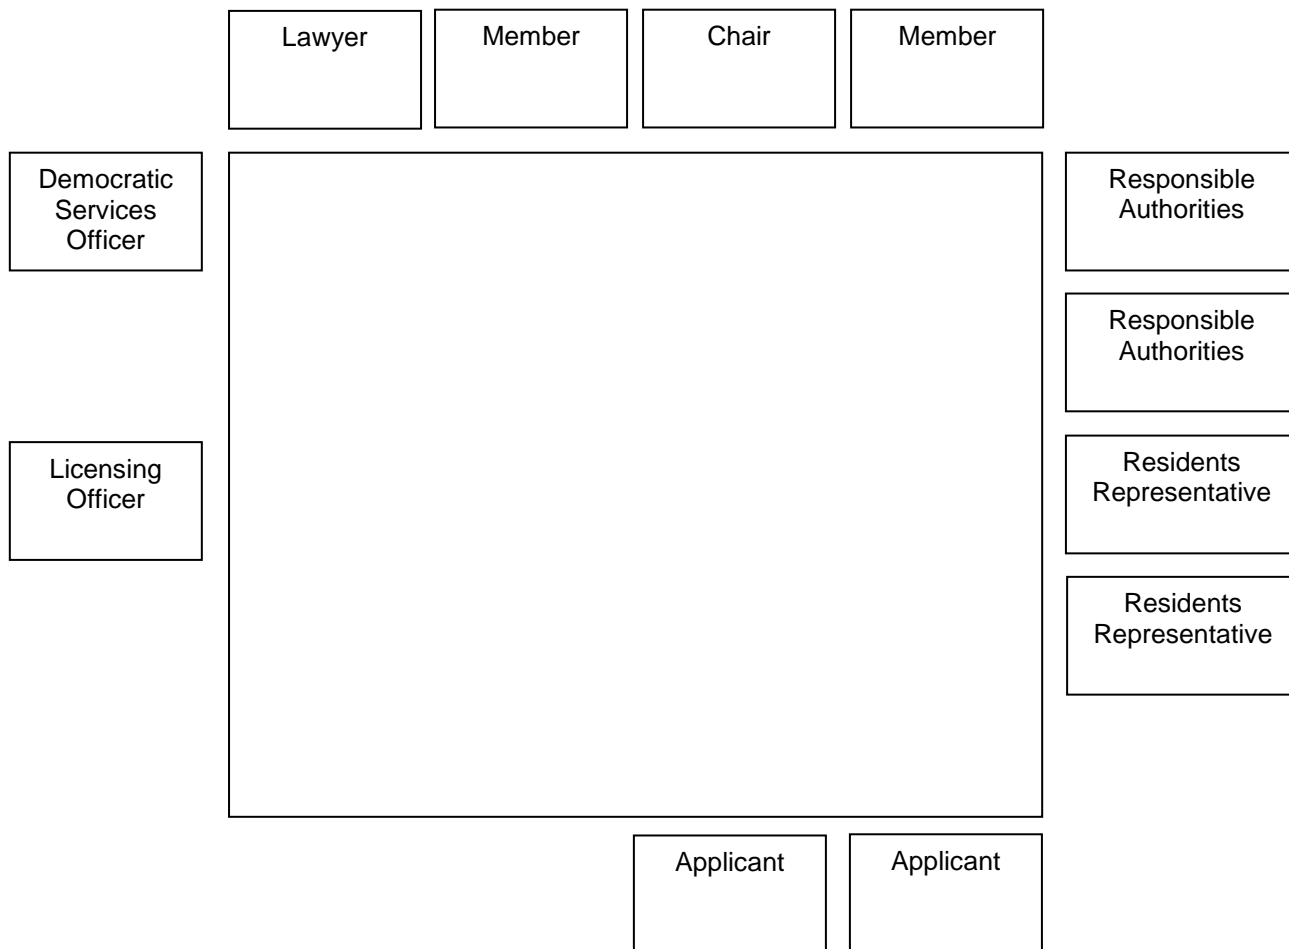 Lawyer
Member
Chair
Member
Democratic
Services
Officer
Responsible
Authorities
Responsible
Authorities
Licensing
Officer
Residents
Representative
Residents
Representative
Applicant
Applicant